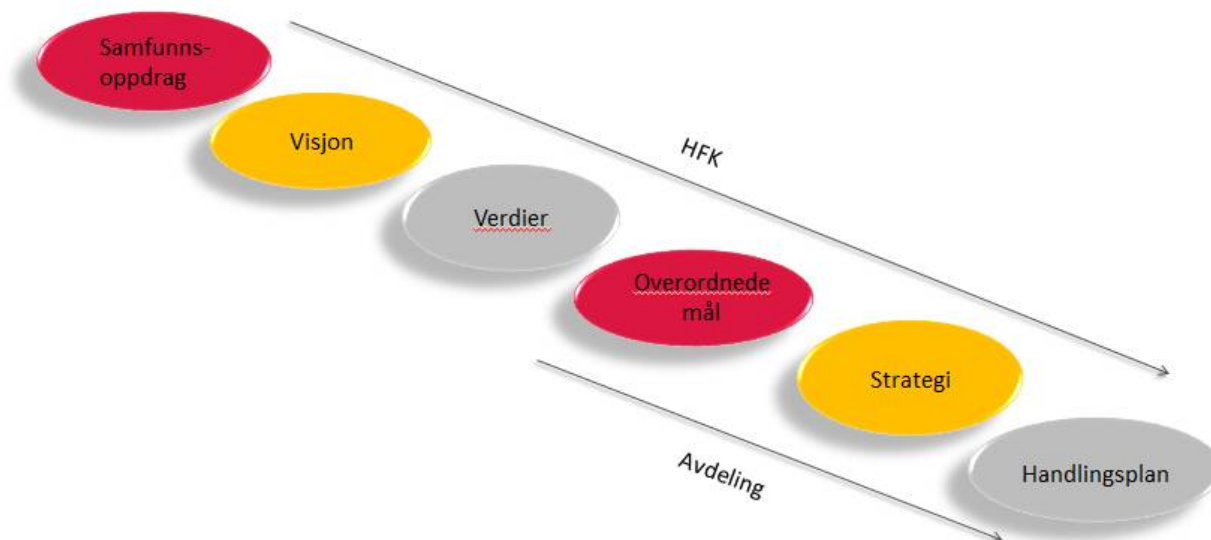 Samfunns-
oppdrag
Visjon
HFK
Verdier
Overordnede
mål
Strategi
Avdeling
Handlingsplan